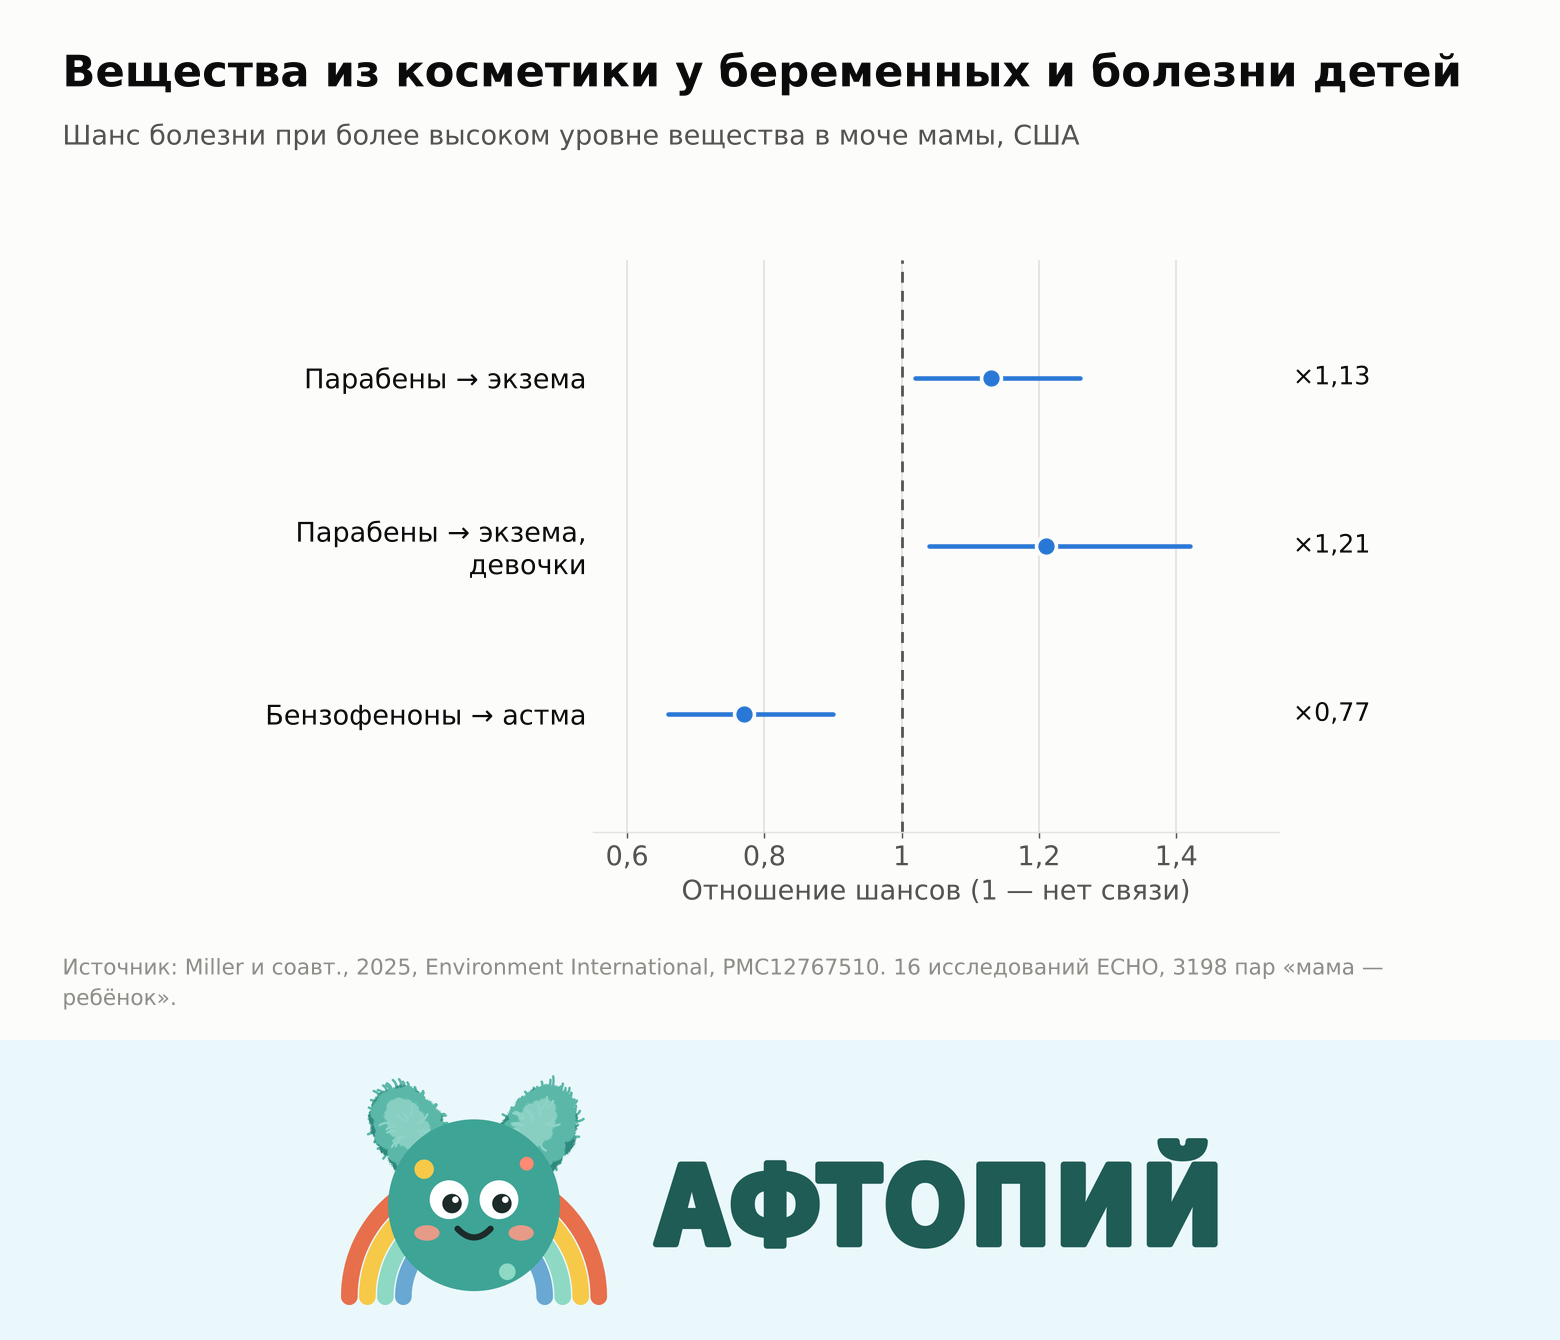 Вещества из косметики у беременных и болезни детей
Шанс болезни при более высоком уровне вещества в моче мамы, США
Парабены → экзема
×1,13
Парабены → экзема,
девочки
×1,21
Бензофеноны → астма
×0,77
0,6 0,8 1 1,2 1,4
Отношение шансов (1 — нет связи)
Источник: Miller и соавт., 2025, Environment International, PMC12767510. 16 исследований ECHO, 3198 пар «мама —
ребёнок».
АФТОПИЙ